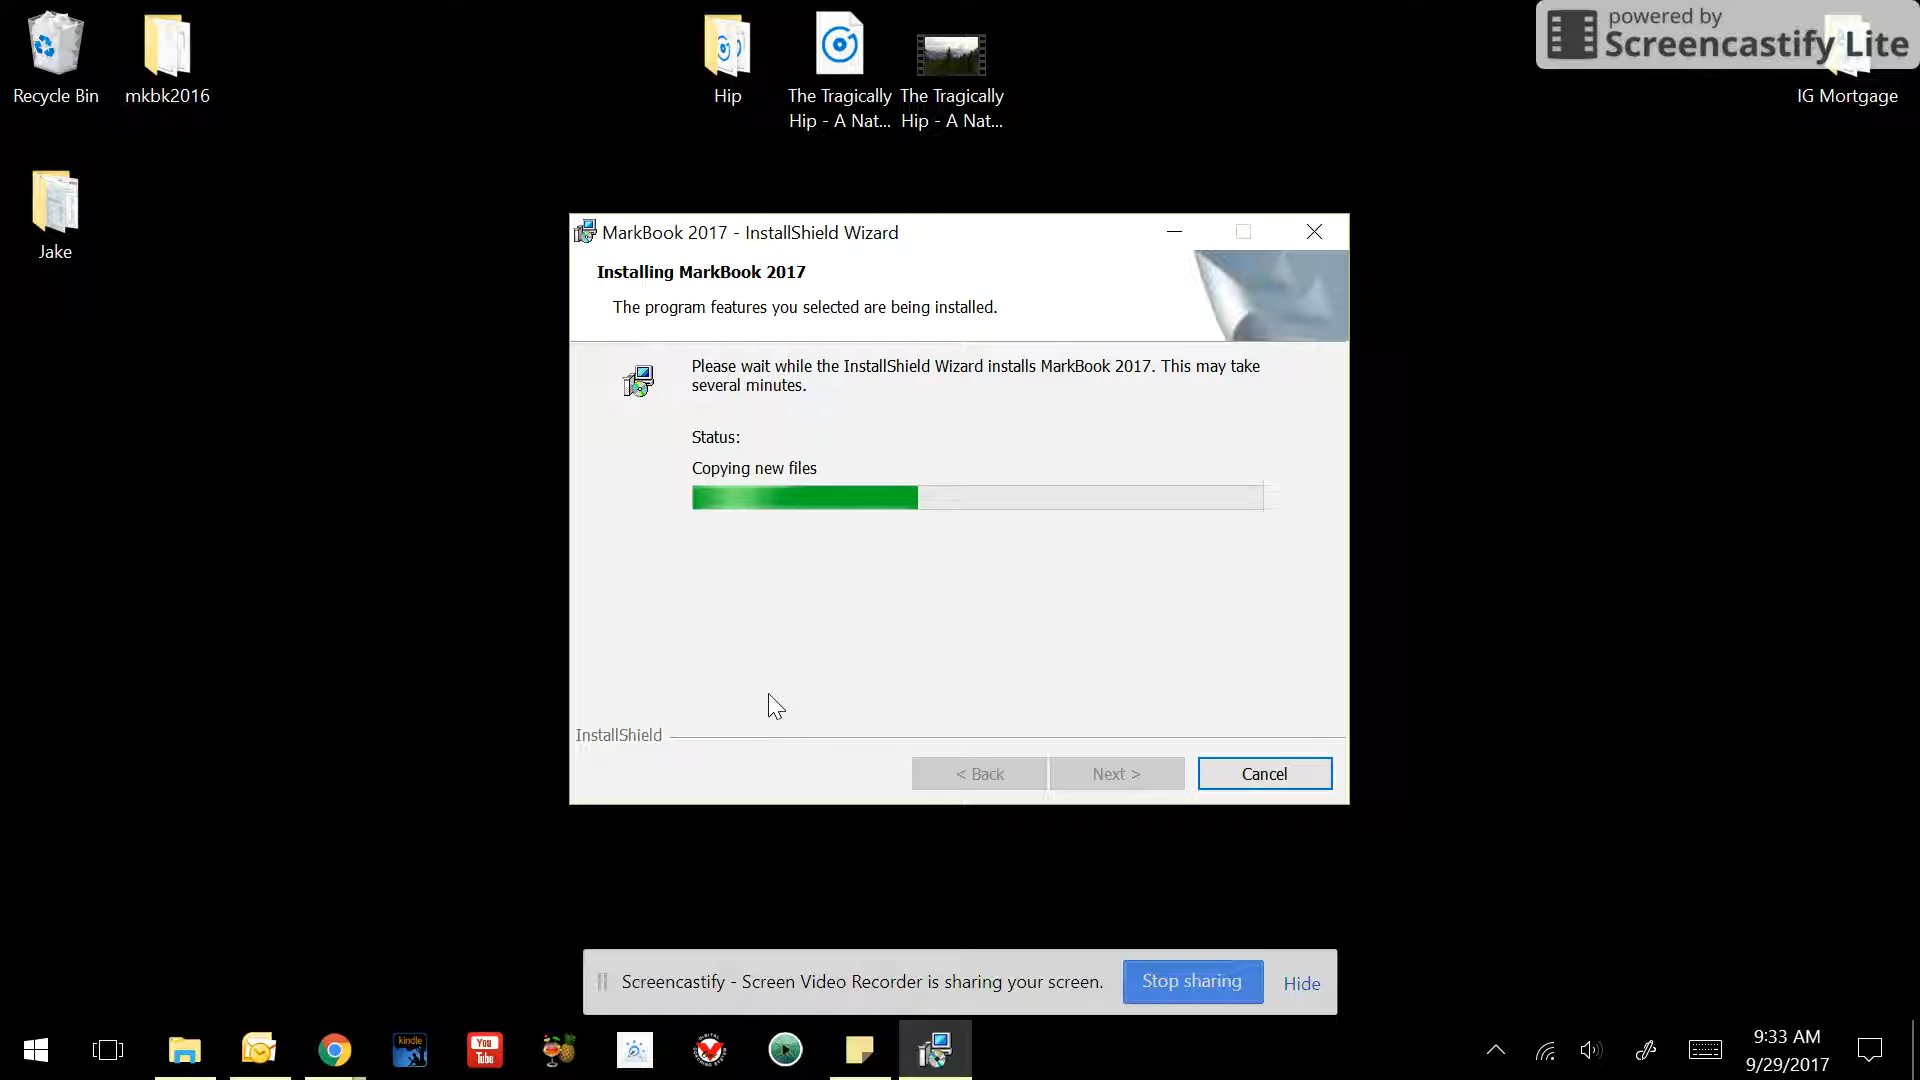 powered by
Screencastify Lite
Recycle Bin
mkbk2016
Hip
The Tragically
Hip - A Nat...
The Tragically
Hip - A Nat...
IG Mortgage
Jake
MarkBook 2017 - InstallShield Wizard
Installing MarkBook 2017
The program features you selected are being installed.
Please wait while the InstallShield Wizard installs MarkBook 2017. This may take
several minutes.
Status:
Copying new files
InstallShield
< Back
Next >
Cancel
Screencastify - Screen Video Recorder is sharing your screen.
Stop sharing
Hide
kindle
You
Tube
9:33 AM
9/29/2017